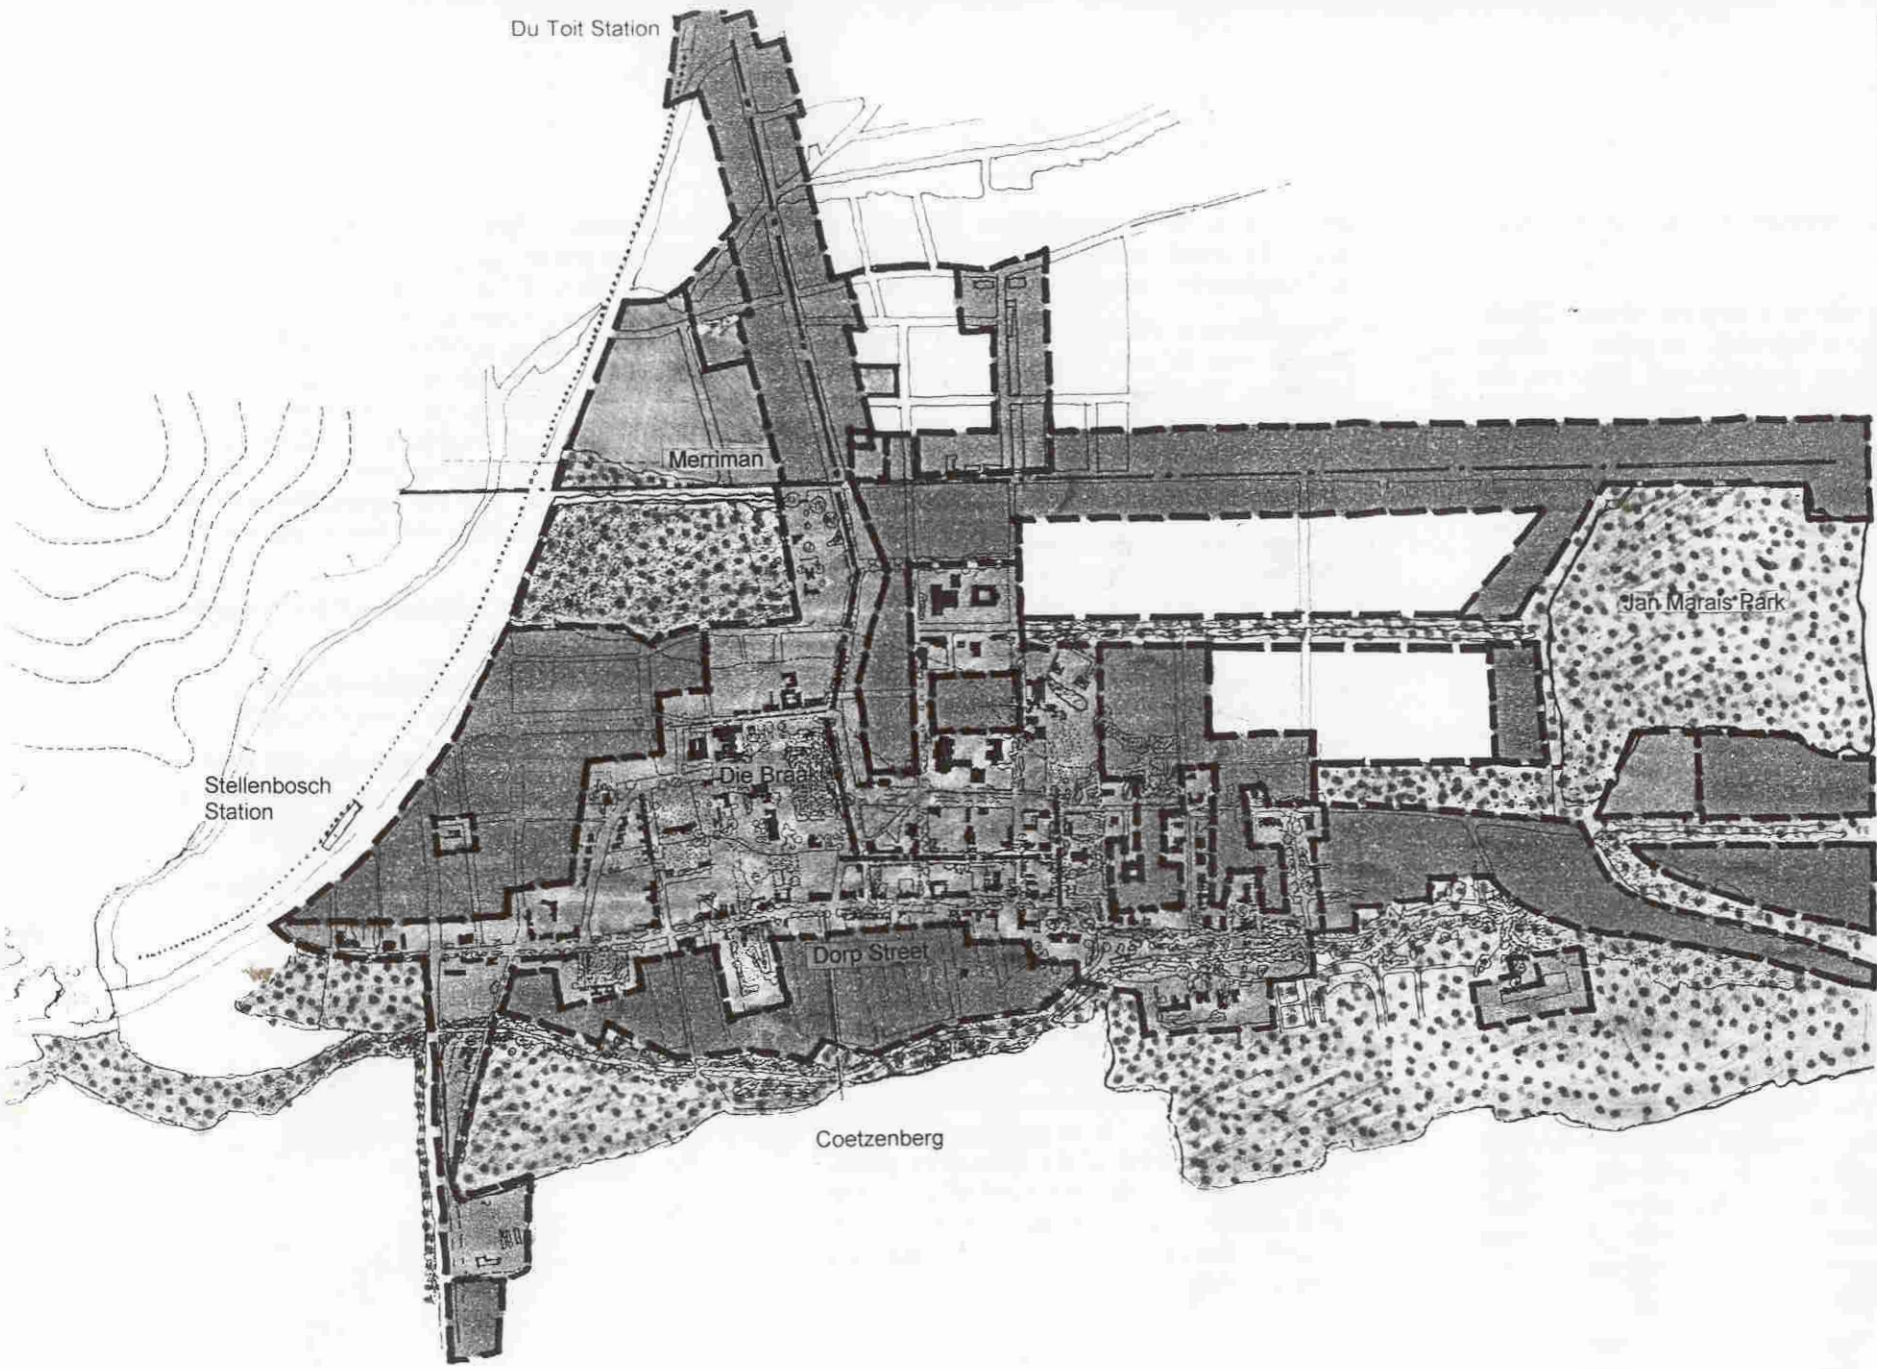 Du Toit Station
Merriman
Jan Marais Park
Die Braak
Stellenbosch
Station
Dorp Street
Coetzenberg